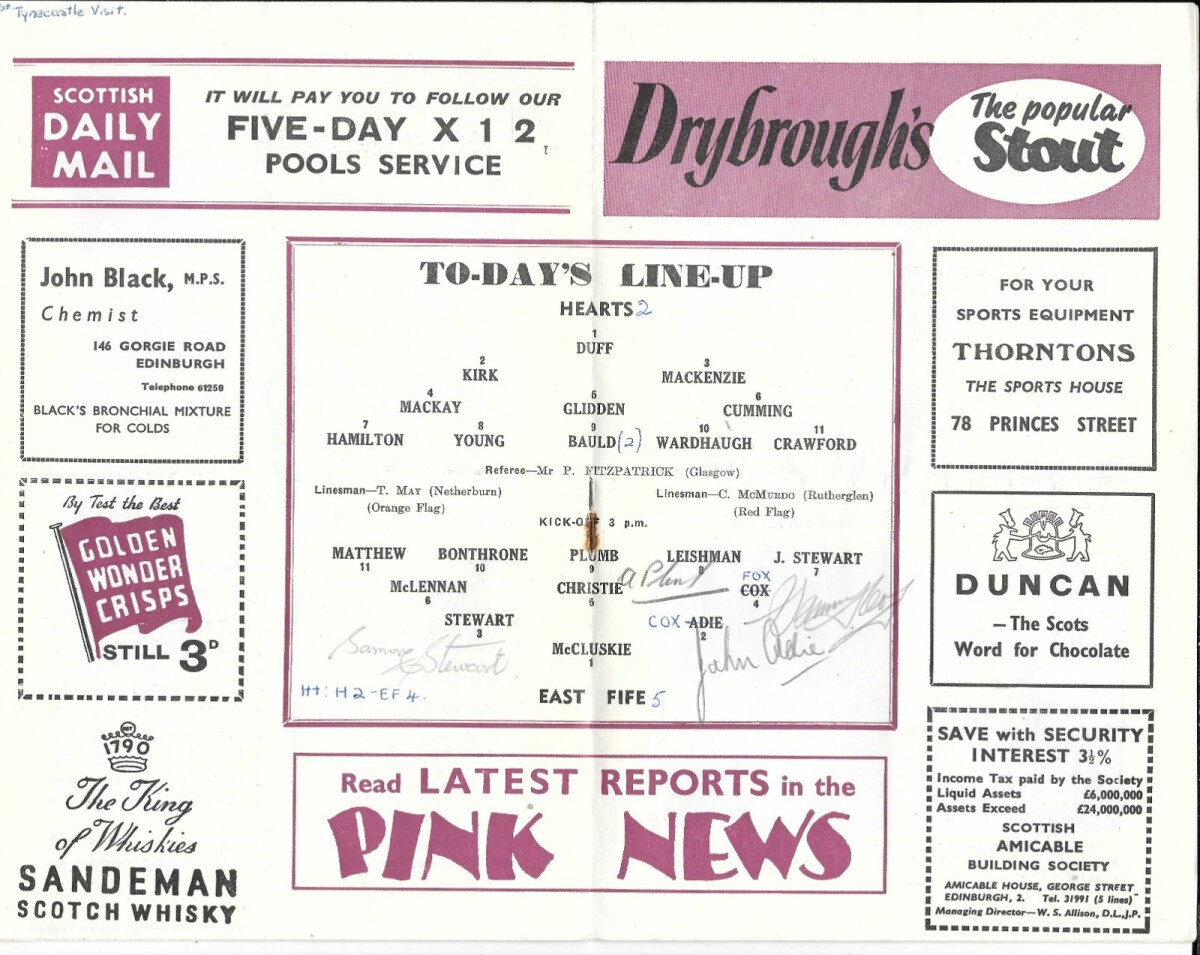 Tynecastle Visit.
SCOTTISH
DAILY
MAIL
IT WILL PAY YOU TO FOLLOW OUR
FIVE-DAY X 1 2
POOLS SERVICE
Drybrough's
The popular
Stout
John Black, M.P.S.
Chemist
146 GORGIE ROAD
EDINBURGH
Telephone 61259
BLACK'S BRONCHIAL MIXTURE
FOR COLDS
By Test the Best
GOLDEN
WONDER
CRISPS
STILL 3D
EST
1790
The King
of Whiskies
SANDEMAN
SCOTCH WHISKY
TO-DAY'S LINE-UP
HEARTS 2
1
DUFF
2 3
KIRK MACKENZIE
4 5 6
MACKAY GLIDDEN CUMMING
7 8 9 10 11
HAMILTON YOUNG BAULD (2) WARDHAUGH CRAWFORD
Referee—Mr P. FITZPATRICK (Glasgow)
Linesman—T. MAY (Netherburn) Linesman—C. MCMURDO (Rutherglen)
(Orange Flag) (Red Flag)
KICK-OFF 3 p.m.
MATTHEW BONTHRONE PLUMB LEISHMAN J. STEWART
11 10 9 8 7
McLENNAN CHRISTIE A Plumb FOX COX
6 5 4
STEWART COX - ADIE
3 2
Sammy Stewart John Adie
McCLUSKIE
1
HT: H2-EF4.
EAST FIFE 5
Read LATEST REPORTS in the
PINK NEWS
FOR YOUR
SPORTS EQUIPMENT
THORNTONS
THE SPORTS HOUSE
78 PRINCES STREET
DUNCAN
—The Scots
Word for Chocolate
SAVE with SECURITY
INTEREST 3½%
Income Tax paid by the Society
Liquid Assets £6,000,000
Assets Exceed £24,000,000
SCOTTISH
AMICABLE
BUILDING SOCIETY
AMICABLE HOUSE, GEORGE STREET
EDINBURGH, 2. Tel. 31991 (5 lines)
Managing Director—W. S. Allison, D.L.,J.P.